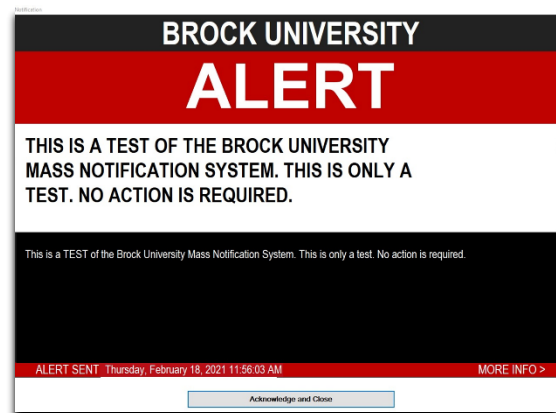 Notification
BROCK UNIVERSITY
ALERT
THIS IS A TEST OF THE BROCK UNIVERSITY
MASS NOTIFICATION SYSTEM. THIS IS ONLY A
TEST. NO ACTION IS REQUIRED.
This is a TEST of the Brock University Mass Notification System. This is only a test. No action is required.
ALERT SENT Thursday, February 18, 2021 11:56:03 AM MORE INFO >
Acknowledge and Close